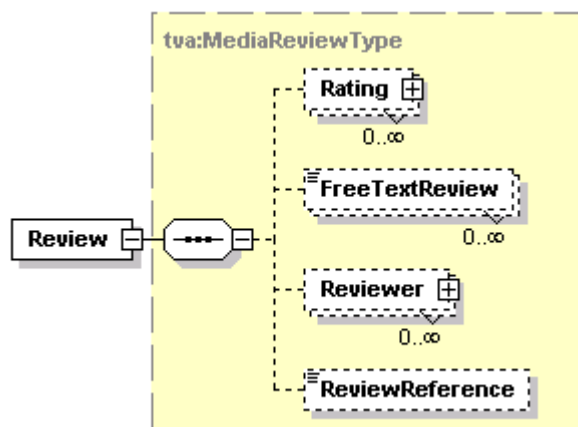 tva:MediaReviewType
Rating
0..∞
FreeTextReview
0..∞
Review
Reviewer
0..∞
ReviewReference